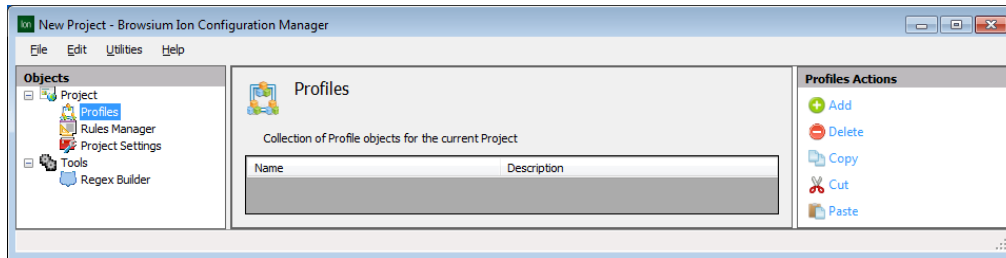 Ion New Project - Browsium Ion Configuration Manager
File Edit Utilities Help
Objects
Project
Profiles
Rules Manager
Project Settings
Tools
Regex Builder
Profiles
Collection of Profile objects for the current Project
Name Description
Profiles Actions
Add
Delete
Copy
Cut
Paste